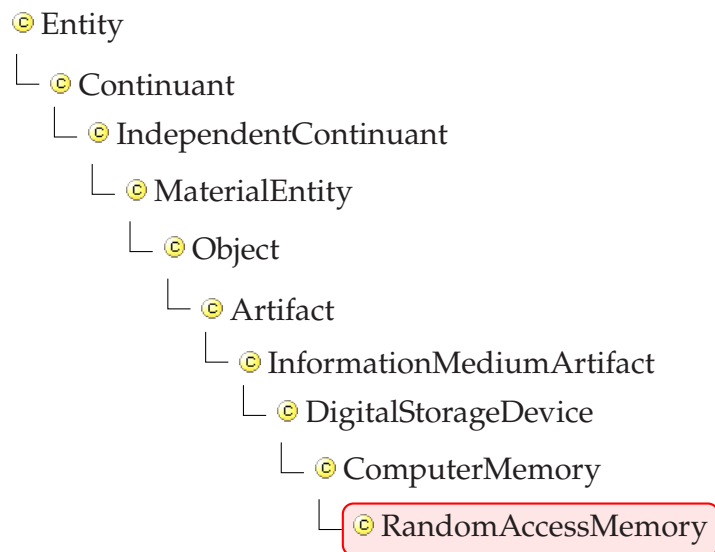 Entity
Continuant
IndependentContinuant
MaterialEntity
Object
Artifact
InformationMediumArtifact
DigitalStorageDevice
ComputerMemory
RandomAccessMemory